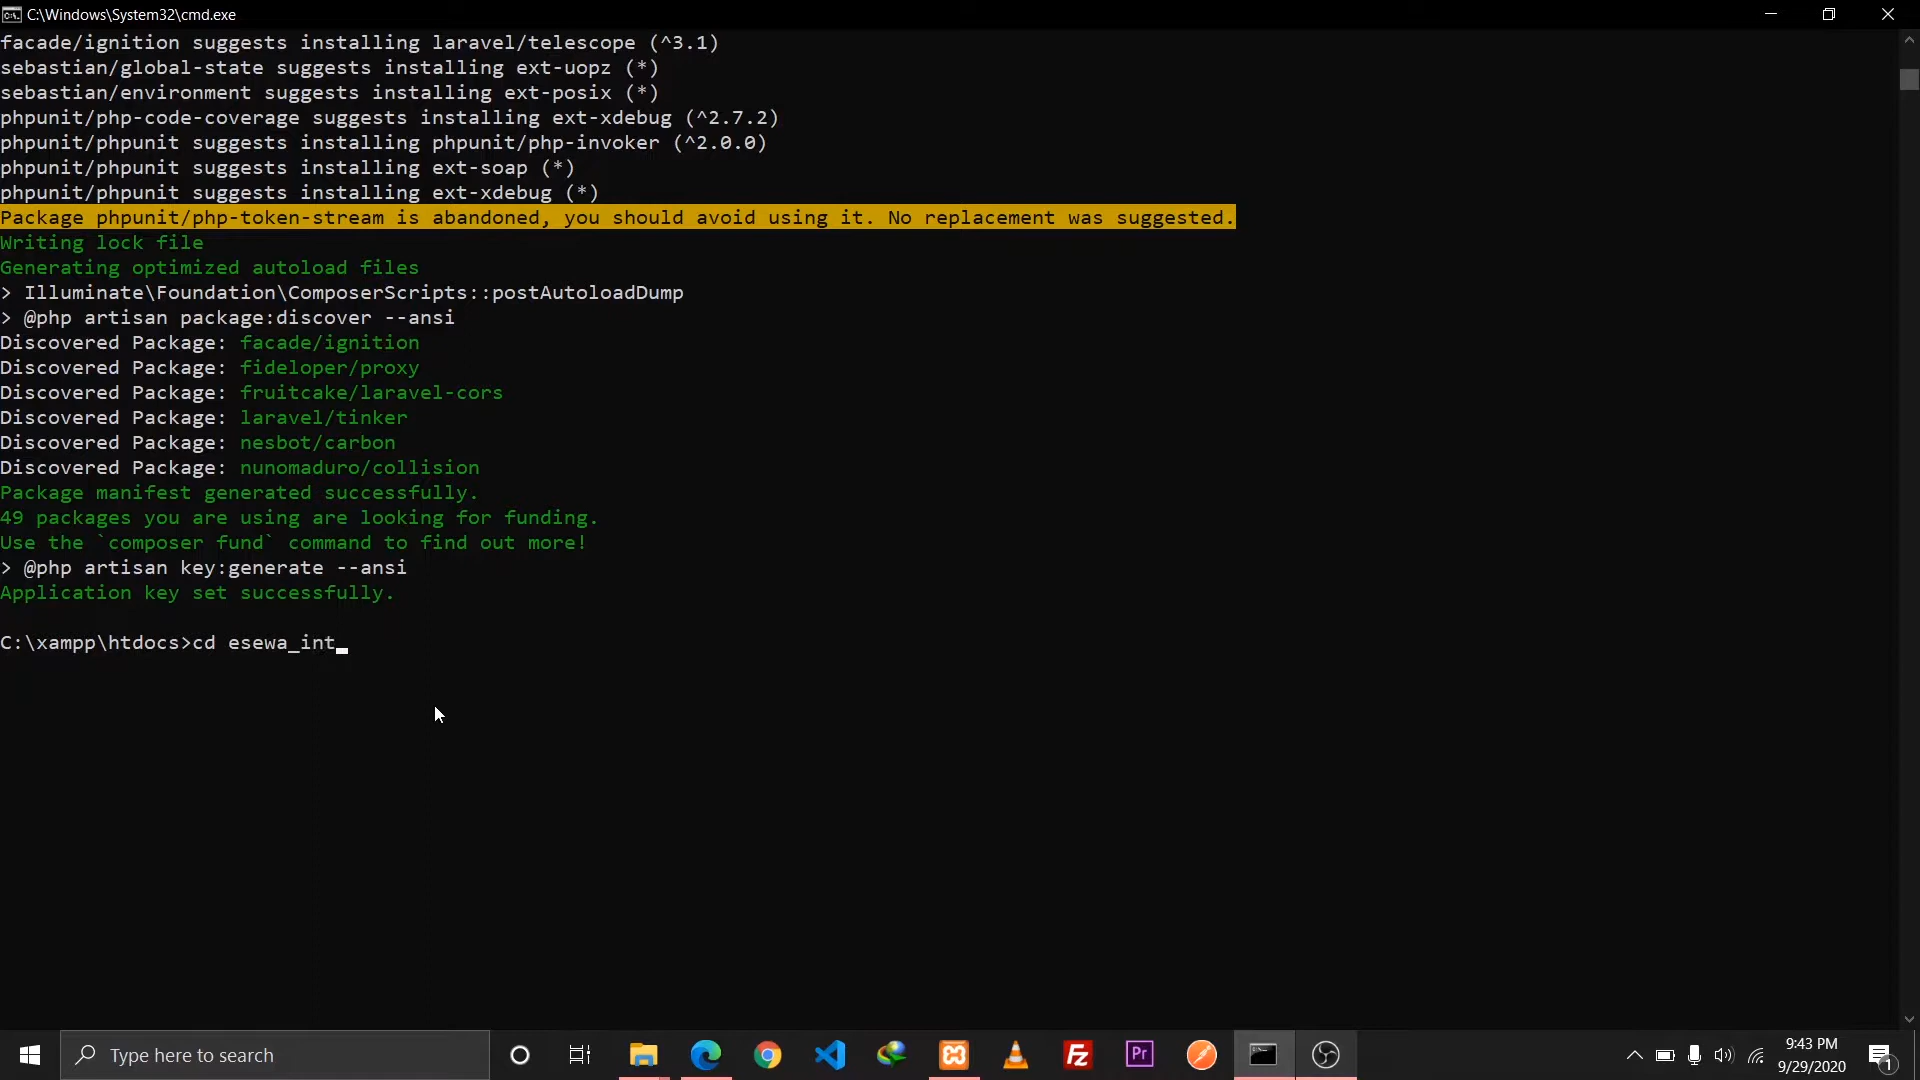 C:\Windows\System32\cmd.exe
facade/ignition suggests installing laravel/telescope (^3.1)
sebastian/global-state suggests installing ext-uopz (*)
sebastian/environment suggests installing ext-posix (*)
phpunit/php-code-coverage suggests installing ext-xdebug (^2.7.2)
phpunit/phpunit suggests installing phpunit/php-invoker (^2.0.0)
phpunit/phpunit suggests installing ext-soap (*)
phpunit/phpunit suggests installing ext-xdebug (*)
Package phpunit/php-token-stream is abandoned, you should avoid using it. No replacement was suggested.
Writing lock file
Generating optimized autoload files
> Illuminate\Foundation\ComposerScripts::postAutoloadDump
> @php artisan package:discover --ansi
Discovered Package: facade/ignition
Discovered Package: fideloper/proxy
Discovered Package: fruitcake/laravel-cors
Discovered Package: laravel/tinker
Discovered Package: nesbot/carbon
Discovered Package: nunomaduro/collision
Package manifest generated successfully.
49 packages you are using are looking for funding.
Use the `composer fund` command to find out more!
> @php artisan key:generate --ansi
Application key set successfully.
C:\xampp\htdocs>cd esewa_int
Type here to search
Fz
Pr
9:43 PM
9/29/2020
1